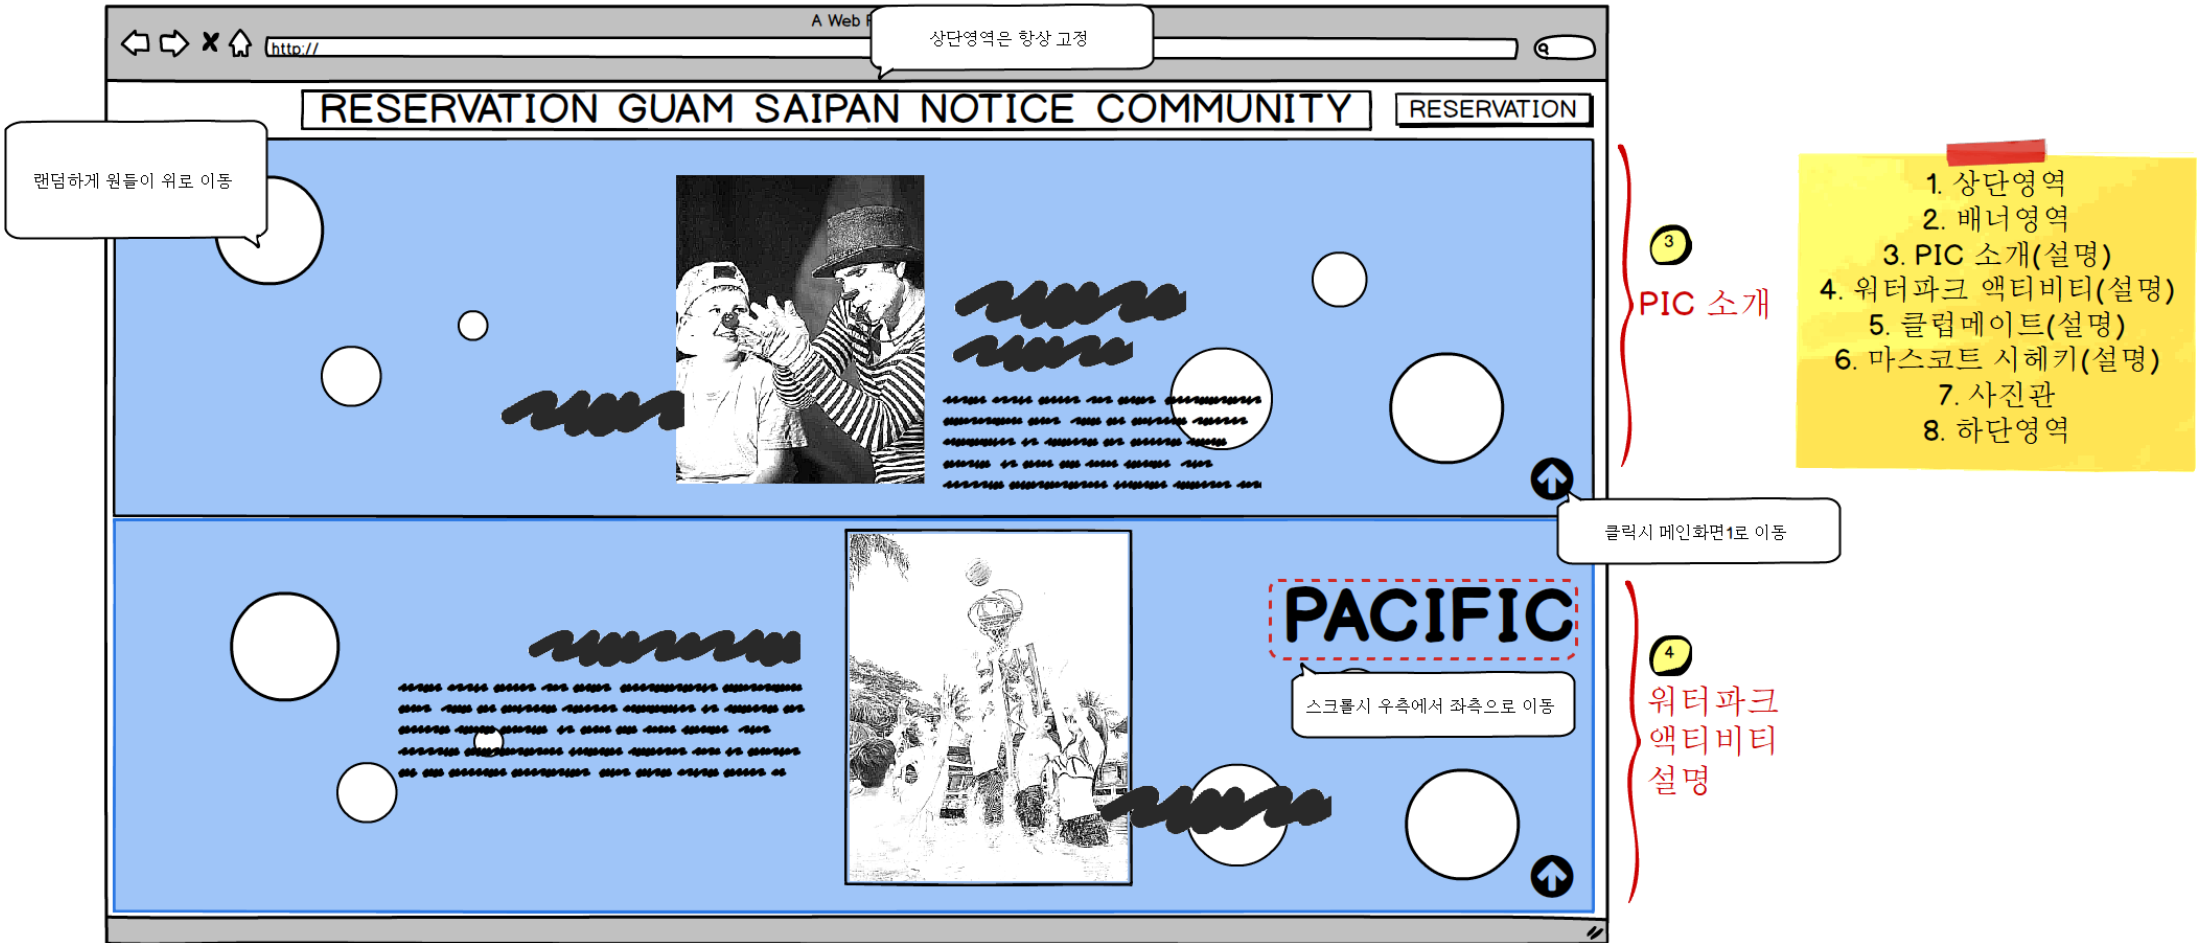 A Web P
상단영역은 항상 고정
http://
RESERVATION GUAM SAIPAN NOTICE COMMUNITY
RESERVATION
랜덤하게 원들이 위로 이동
3
PIC 소개
1. 상단영역
2. 배너영역
3. PIC 소개(설명)
4. 워터파크 액티비티(설명)
5. 클럽메이트(설명)
6. 마스코트 시헤키(설명)
7. 사진관
8. 하단영역
클릭시 메인화면1로 이동
PACIFIC
스크롤시 우측에서 좌측으로 이동
4
워터파크
액티비티
설명